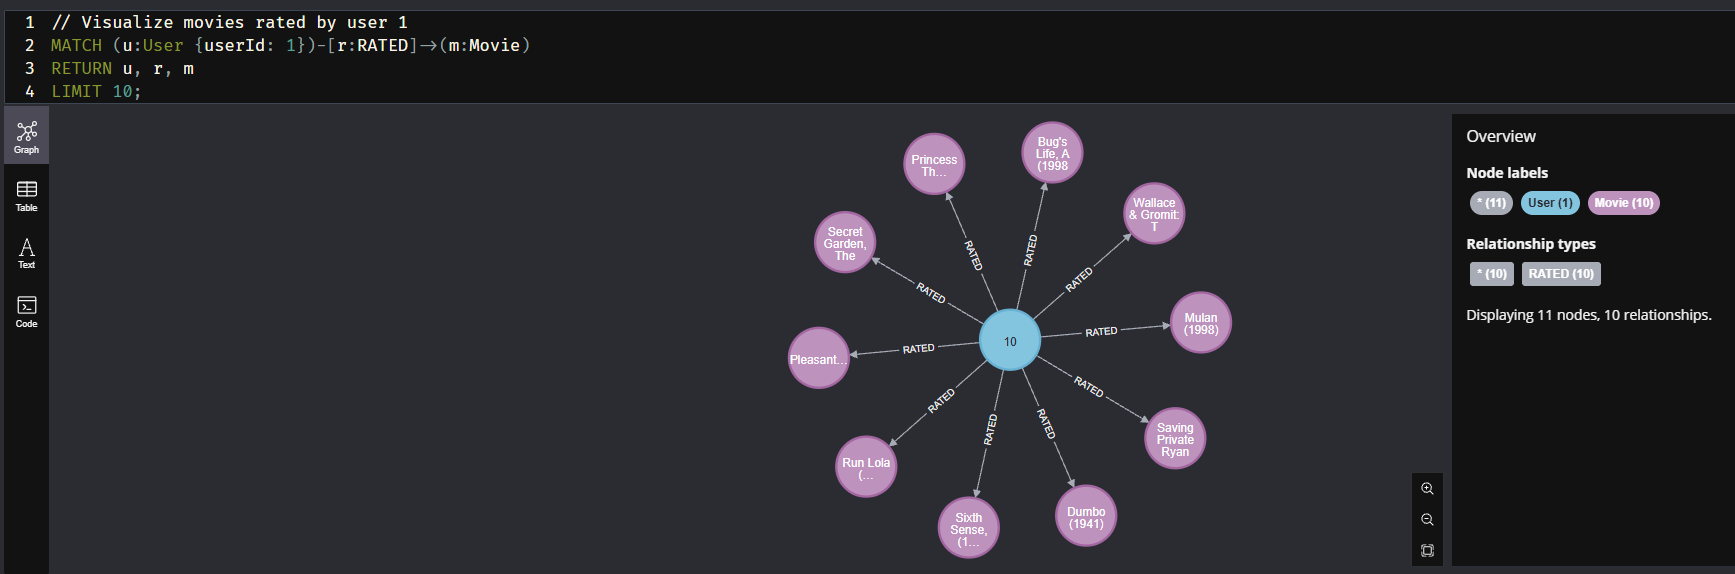 1 // Visualize movies rated by user 1
2 MATCH (u:User {userId: 1})-[r:RATED]->(m:Movie)
3 RETURN u, r, m
4 LIMIT 10;
Graph
Table
Text
Code
Princess
Th...
Bug's
Life, A
(1998
Wallace
& Gromit:
T
Secret
Garden,
The
Mulan
(1998)
Pleasant...
10
Saving
Private
Ryan
Run Lola
(...
Sixth
Sense,
(1...
Dumbo
(1941)
RATED
RATED
RATED
RATED
RATED
RATED
RATED
RATED
RATED
RATED
Overview
Node labels
* (11) User (1) Movie (10)
Relationship types
* (10) RATED (10)
Displaying 11 nodes, 10 relationships.